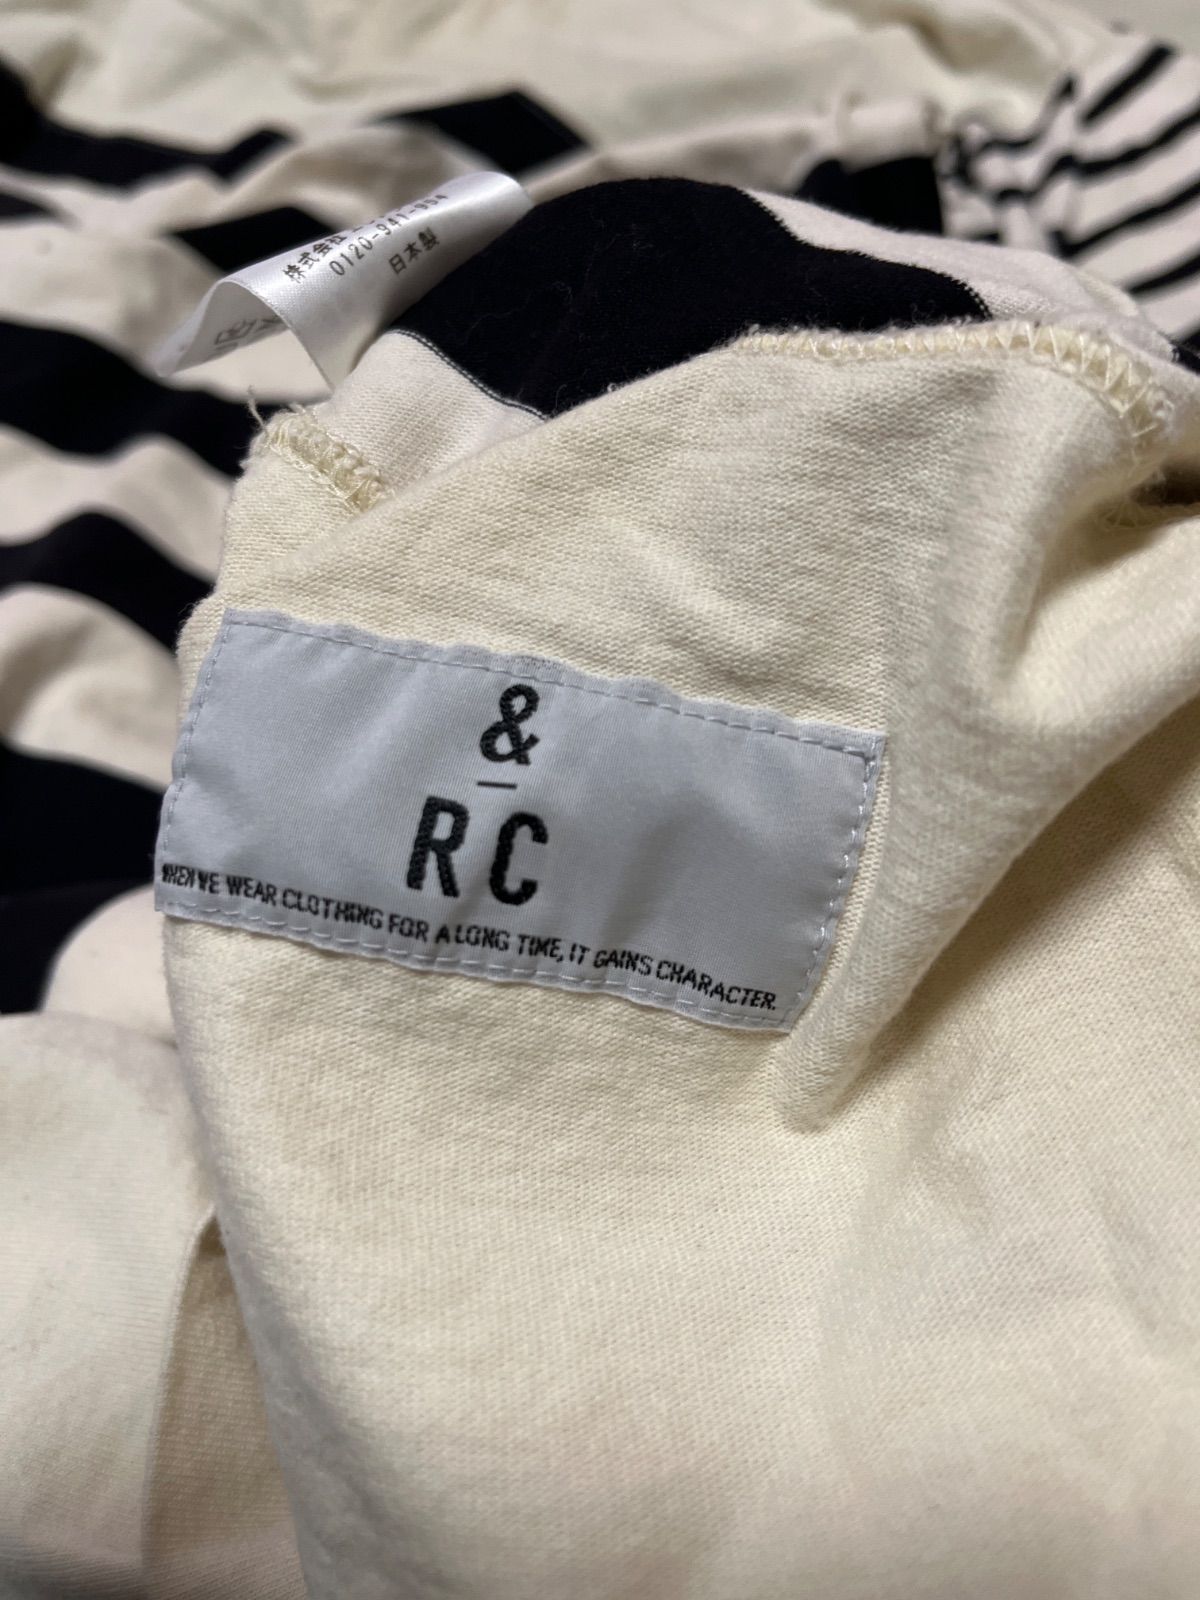 株式会社
0120-941-954
日本製
&
RC
WHEN WE WEAR CLOTHING FOR A LONG TIME, IT GAINS CHARACTER.